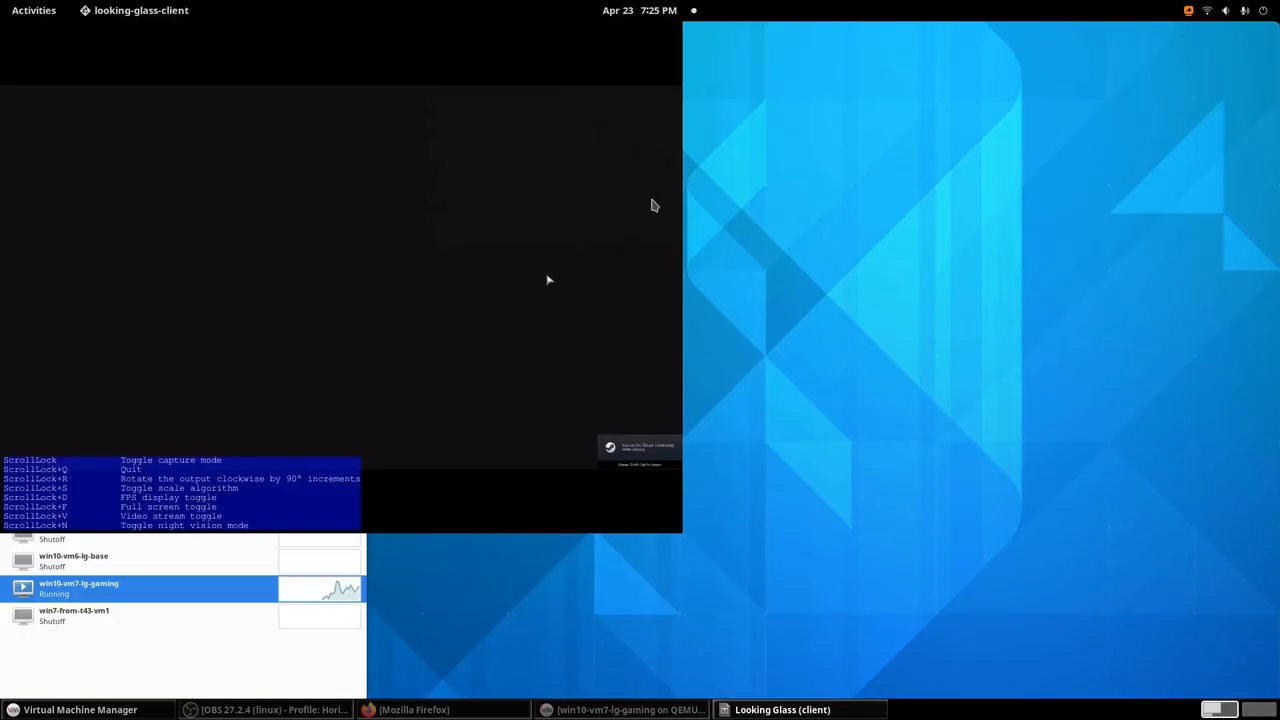 Activities
looking-glass-client
Apr 23 7:25 PM
ScrollLock Toggle capture mode
ScrollLock+Q Quit
ScrollLock+R Rotate the output clockwise by 90° increments
ScrollLock+S Toggle scale algorithm
ScrollLock+D FPS display toggle
ScrollLock+F Full screen toggle
ScrollLock+V Video stream toggle
ScrollLock+N Toggle night vision mode
Shutoff
win10-vm6-lg-base
Shutoff
win10-vm7-lg-gaming
Running
win7-from-t43-vm1
Shutoff
Virtual Machine Manager
[OBS 27.2.4 (linux) - Profile: Hori...
[Mozilla Firefox]
[win10-vm7-lg-gaming on QEMU...
Looking Glass (client)